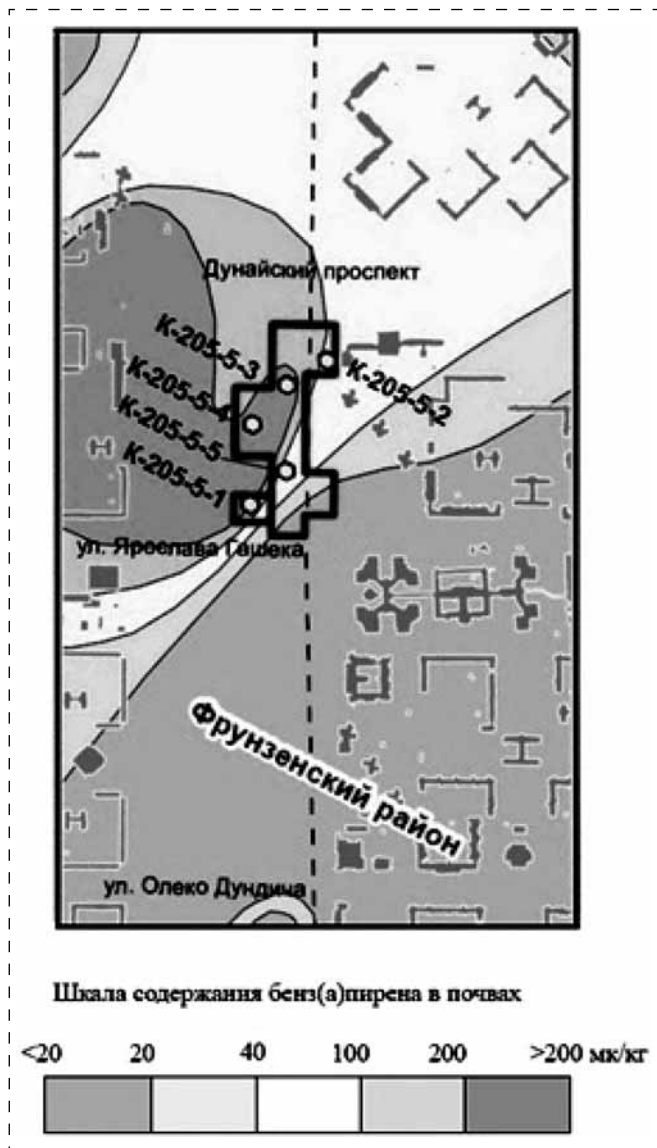 Дунайский проспект
К-205-5-3
К-205-5-4
К-205-5-2
К-205-5-5
К-205-5-1
ул. Ярослава Гашека
Фрунзенский район
ул. Олеко Дундича
Шкала содержания бенз(а)пирена в почвах
<20 20 40 100 200 >200 мк/кг